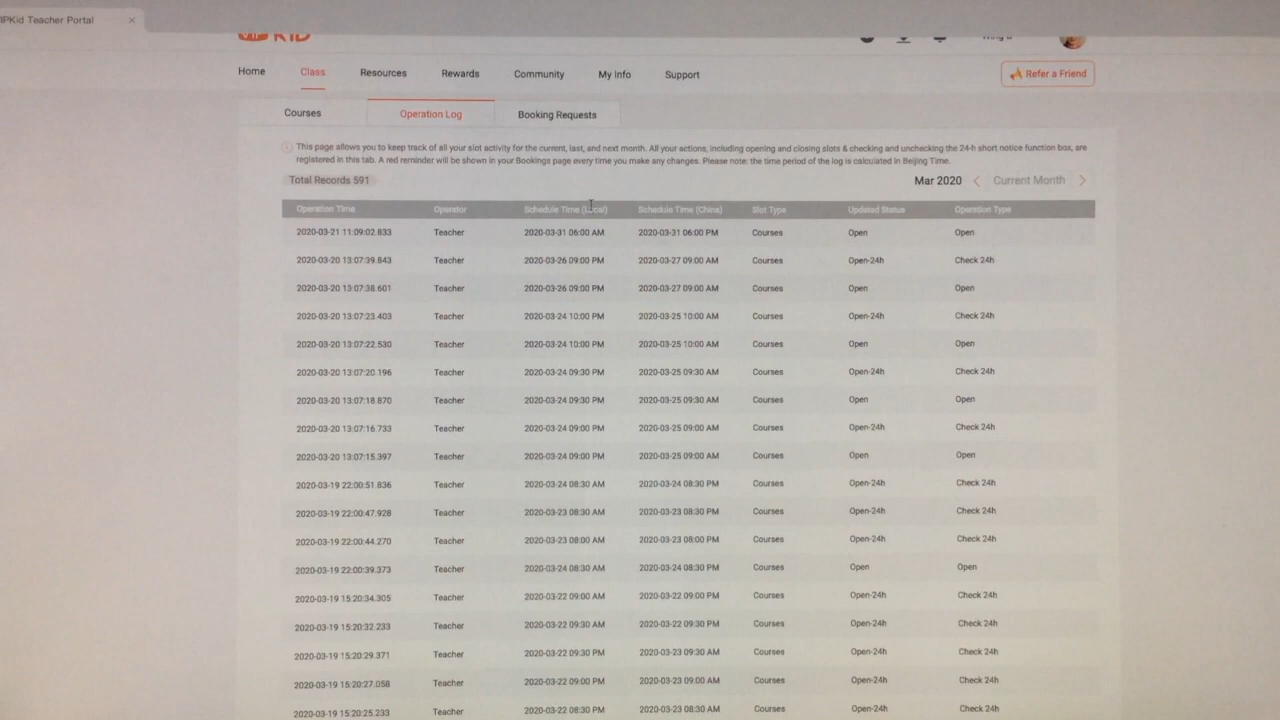 IPKid Teacher Portal ×
KID
Home Class Resources Rewards Community My Info Support Refer a Friend
Courses Operation Log Booking Requests
This page allows you to keep track of all your slot activity for the current, last, and next month. All your actions, including opening and closing slots & checking and unchecking the 24-h short notice function box, are
registered in this tab. A red reminder will be shown in your Bookings page every time you make any changes. Please note: the time period of the log is calculated in Beijing Time.
Total Records 591 Mar 2020 < Current Month >
Operation Time Operator Schedule Time (Local) Schedule Time (China) Slot Type Updated Status Operation Type
2020-03-21 11:09:02.833 Teacher 2020-03-31 06:00 AM 2020-03-31 06:00 PM Courses Open Open
2020-03-20 13:07:39.843 Teacher 2020-03-26 09:00 PM 2020-03-27 09:00 AM Courses Open-24h Check 24h
2020-03-20 13:07:38.601 Teacher 2020-03-26 09:00 PM 2020-03-27 09:00 AM Courses Open Open
2020-03-20 13:07:23.403 Teacher 2020-03-24 10:00 PM 2020-03-25 10:00 AM Courses Open-24h Check 24h
2020-03-20 13:07:22.530 Teacher 2020-03-24 10:00 PM 2020-03-25 10:00 AM Courses Open Open
2020-03-20 13:07:20.196 Teacher 2020-03-24 09:30 PM 2020-03-25 09:30 AM Courses Open-24h Check 24h
2020-03-20 13:07:18.870 Teacher 2020-03-24 09:30 PM 2020-03-25 09:30 AM Courses Open Open
2020-03-20 13:07:16.733 Teacher 2020-03-24 09:00 PM 2020-03-25 09:00 AM Courses Open-24h Check 24h
2020-03-20 13:07:15.397 Teacher 2020-03-24 09:00 PM 2020-03-25 09:00 AM Courses Open Open
2020-03-19 22:00:51.836 Teacher 2020-03-24 08:30 AM 2020-03-24 08:30 PM Courses Open-24h Check 24h
2020-03-19 22:00:47.928 Teacher 2020-03-23 08:30 AM 2020-03-23 08:30 PM Courses Open-24h Check 24h
2020-03-19 22:00:44.270 Teacher 2020-03-23 08:00 AM 2020-03-23 08:00 PM Courses Open-24h Check 24h
2020-03-19 22:00:39.373 Teacher 2020-03-24 08:30 AM 2020-03-24 08:30 PM Courses Open Open
2020-03-19 15:20:34.305 Teacher 2020-03-22 09:00 AM 2020-03-22 09:00 PM Courses Open-24h Check 24h
2020-03-19 15:20:32.233 Teacher 2020-03-22 09:30 AM 2020-03-22 09:30 PM Courses Open-24h Check 24h
2020-03-19 15:20:29.371 Teacher 2020-03-22 09:30 PM 2020-03-23 09:30 AM Courses Open-24h Check 24h
2020-03-19 15:20:27.058 Teacher 2020-03-22 09:00 PM 2020-03-23 09:00 AM Courses Open-24h Check 24h
2020-03-19 15:20:25.233 Teacher 2020-03-22 08:30 PM 2020-03-23 08:30 AM Courses Open-24h Check 24h